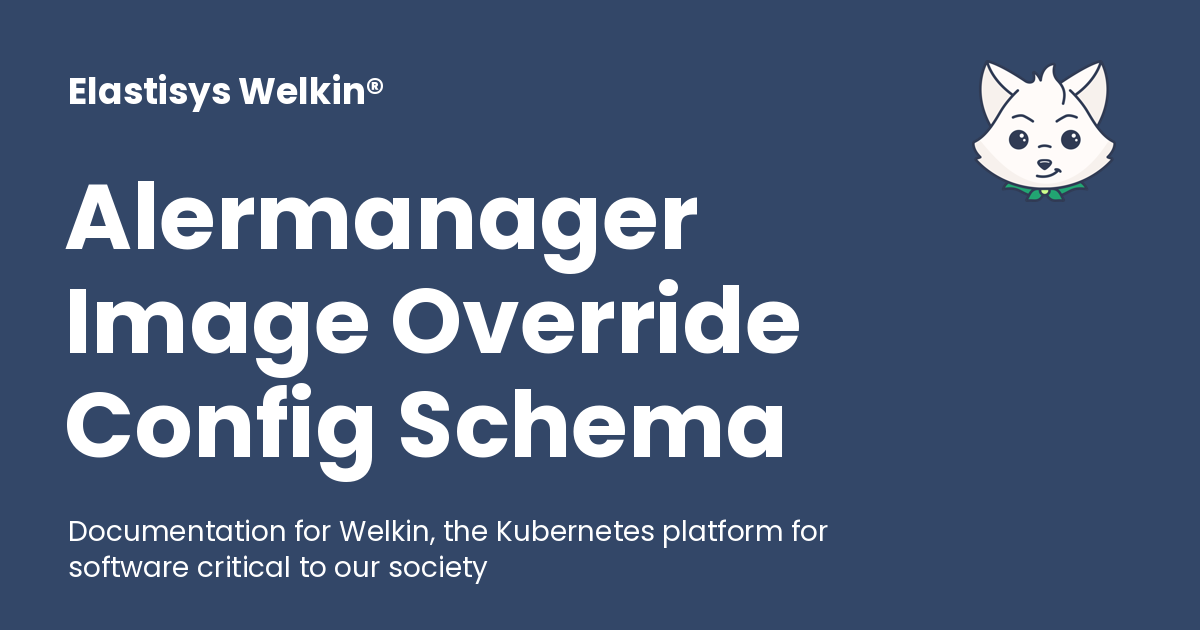 Elastisys Welkin®
Alermanager
Image Override
Config Schema
Documentation for Welkin, the Kubernetes platform for
software critical to our society